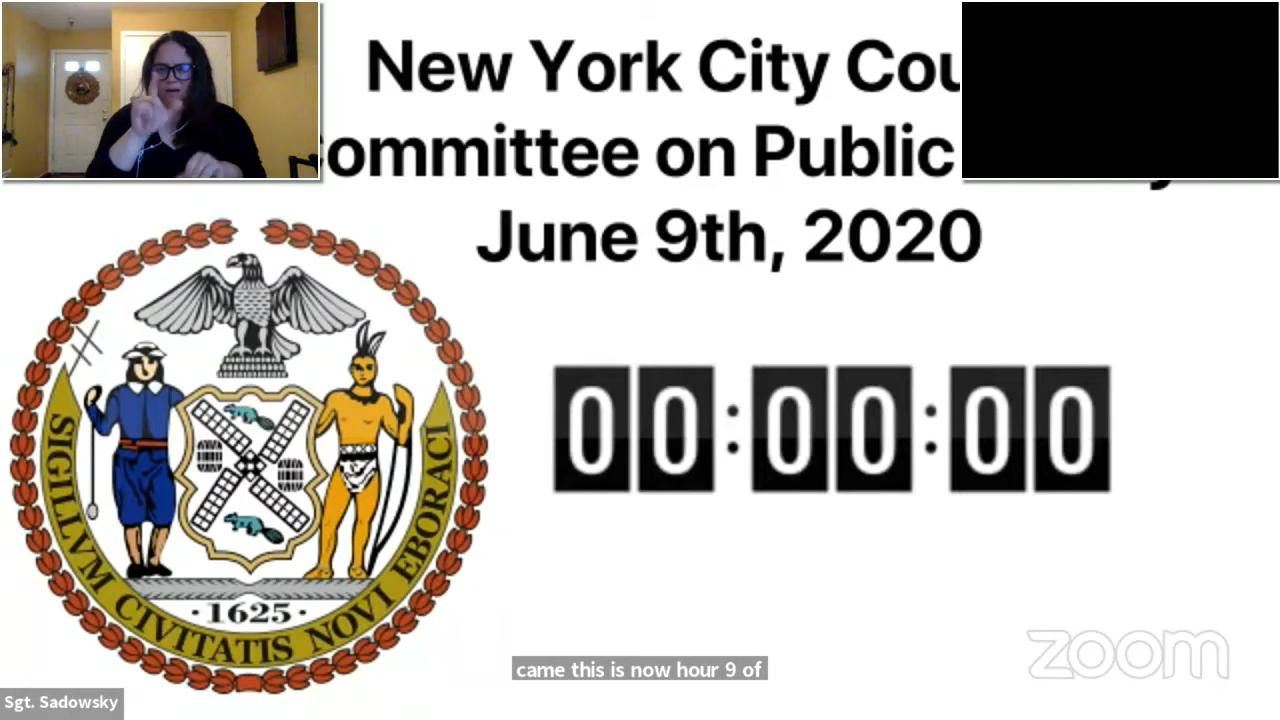 New York City Cou
ommittee on Public
June 9th, 2020
00:00:00
SIGILLVM CIVITATIS NOVI EBORACI
·1625·
came this is now hour 9 of
zoom
Sgt. Sadowsky